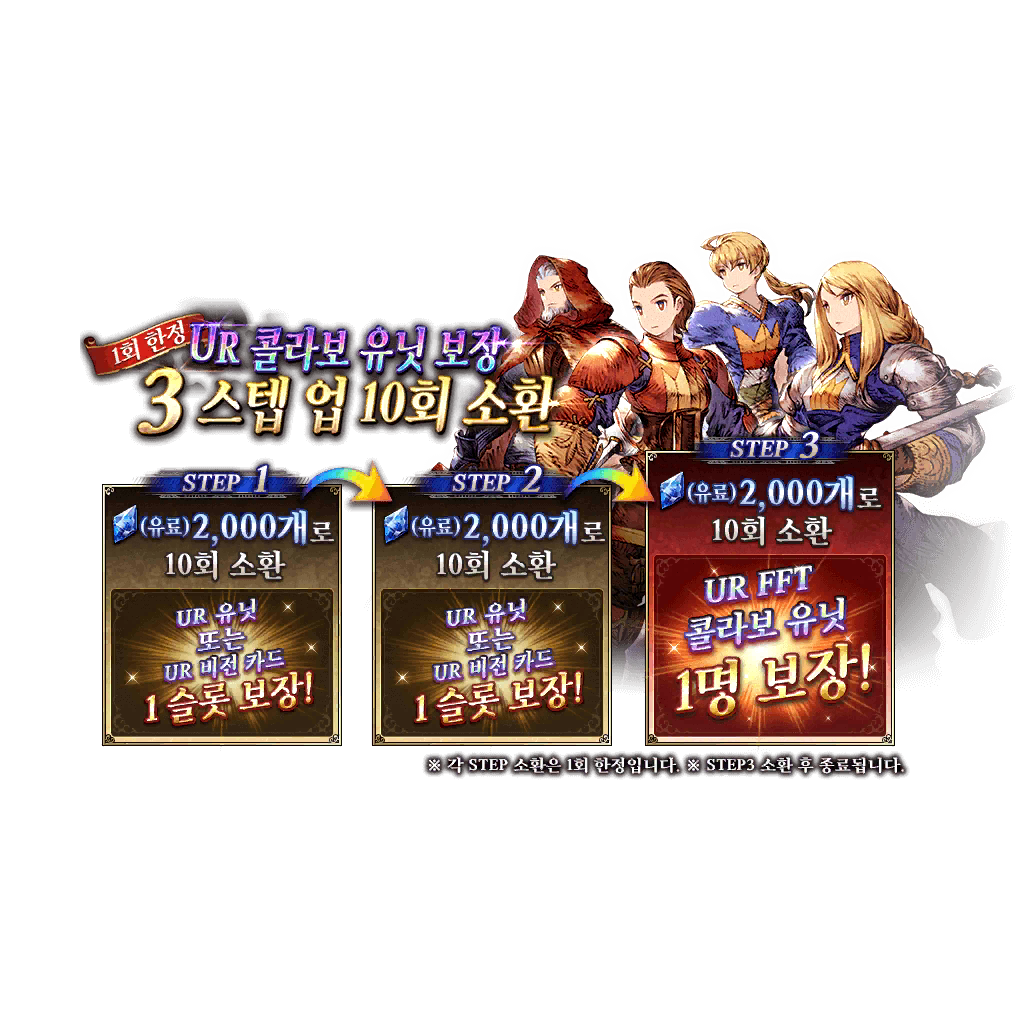 1회 한정
UR 콜라보 유닛 보장
3 스텝 업 10회 소환
STEP 1
(유료)2,000개로
10회 소환
UR 유닛
또는
UR 비전 카드
1 슬롯 보장!
STEP 2
(유료)2,000개로
10회 소환
UR 유닛
또는
UR 비전 카드
1 슬롯 보장!
STEP 3
(유료)2,000개로
10회 소환
UR FFT
콜라보 유닛
1명 보장!
※ 각 STEP 소환은 1회 한정입니다. ※ STEP3 소환 후 종료됩니다.